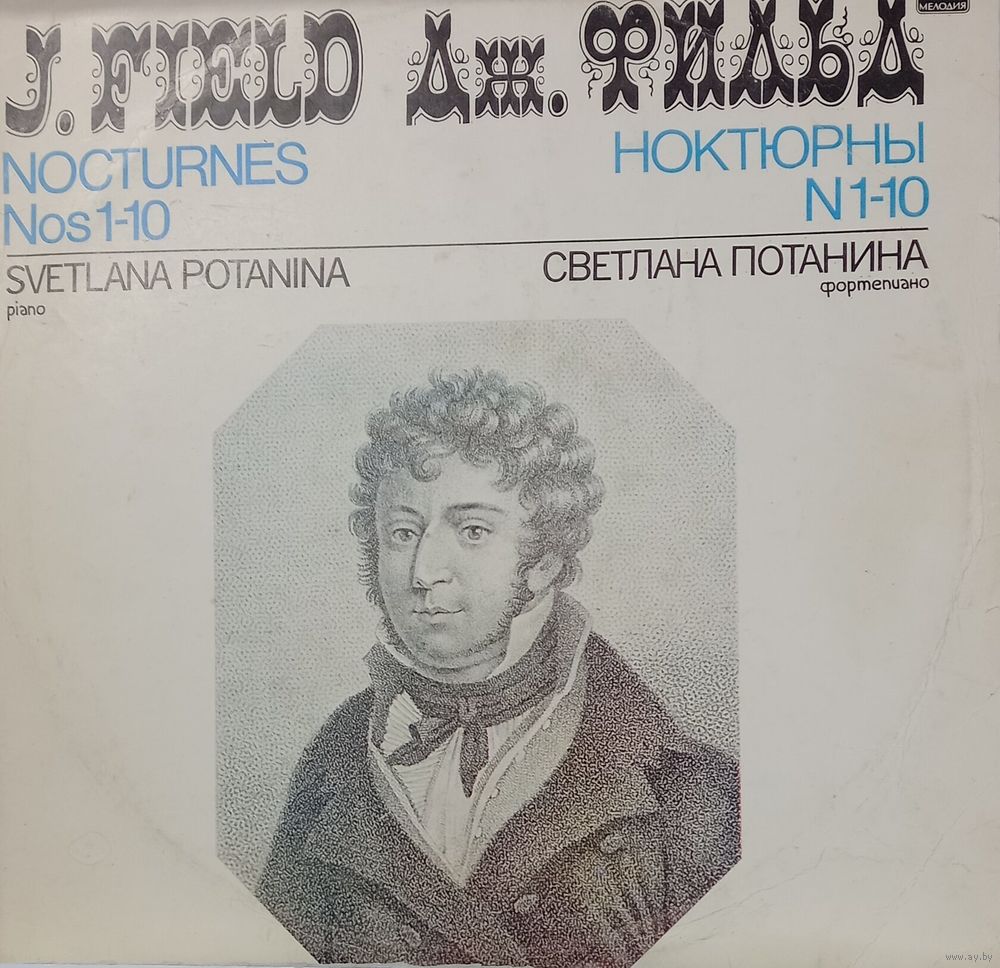 МЕЛОДИЯ
J. FIELD
NOCTURNES
Nos 1-10
SVETLANA POTANINA
piano
Дж. ФИЛЬД
НОКТЮРНЫ
N 1-10
СВЕТЛАНА ПОТАНИНА
фортепиано
www.ay.by